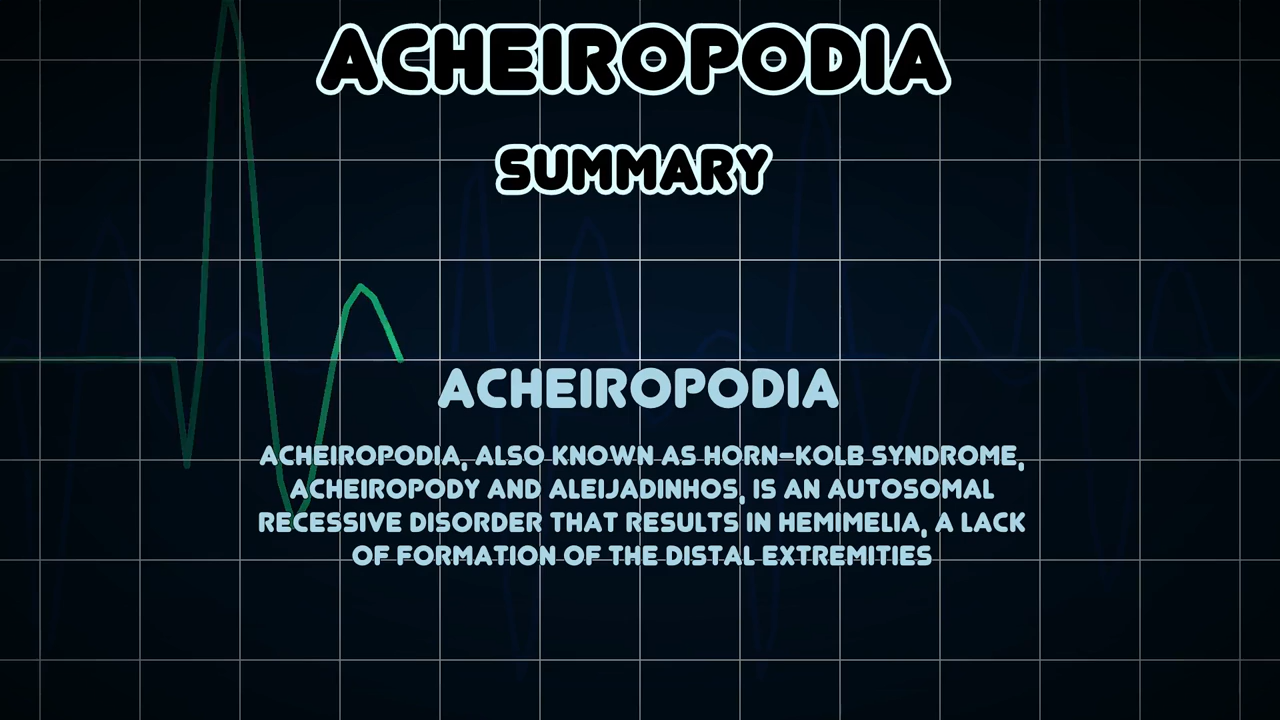 ACHEIROPODIA
SUMMARY
ACHEIROPODIA
ACHEIROPODIA, ALSO KNOWN AS HORN-KOLB SYNDROME,
ACHEIROPODY AND ALEIJADINHOS, IS AN AUTOSOMAL
RECESSIVE DISORDER THAT RESULTS IN HEMIMELIA, A LACK
OF FORMATION OF THE DISTAL EXTREMITIES